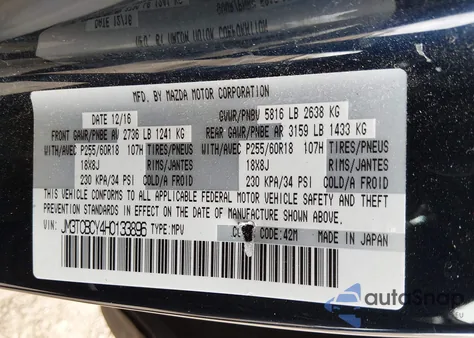 MFD. BY MAZDA MOTOR CORPORATION
DATE 12/16 GVWR/PNBV 5816 LB 2638 KG
FRONT GAWR/PNBE AV 2736 LB 1241 KG REAR GAWR/PNBE AR 3159 LB 1433 KG
WITH/AVEC P255/60R18 107H TIRES/PNEUS WITH/AVEC P255/60R18 107H TIRES/PNEUS
18X8J RIMS/JANTES 18X8J RIMS/JANTES
230 KPA/34 PSI COLD/A FROID 230 KPA/34 PSI COLD/A FROID
THIS VEHICLE CONFORMS TO ALL APPLICABLE FEDERAL MOTOR VEHICLE SAFETY AND THEFT
PREVENTION STANDARDS IN EFFECT ON THE DATE OF MANUFACTURE SHOWN ABOVE.
VIN: JM3TCBCY4H0133896 TYPE:MPV CODE:42M MADE IN JAPAN
autoSnap